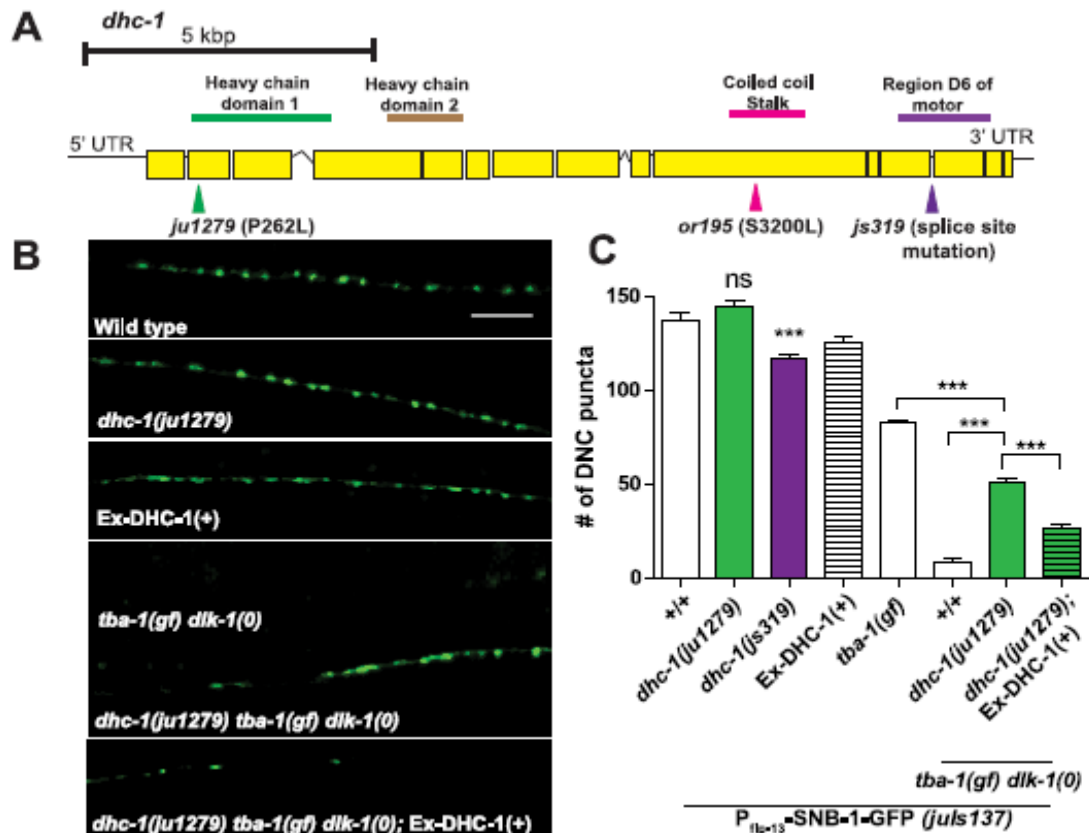 A
dhc-1
5 kbp
Heavy chain
domain 1
Heavy chain
domain 2
Coiled coil
Stalk
Region D6 of
motor
5' UTR
3' UTR
ju1279 (P262L)
or195 (S3200L)
js319 (splice site
mutation)
B
Wild type
dhc-1(ju1279)
Ex-DHC-1(+)
tba-1(gf) dlk-1(0)
dhc-1(ju1279) tba-1(gf) dlk-1(0)
dhc-1(ju1279) tba-1(gf) dlk-1(0); Ex-DHC-1(+)
C
# of DNC puncta
150
100
50
0
ns
***
***
***
***
+/+
dhc-1(ju1279)
dhc-1(js319)
Ex-DHC-1(+)
tba-1(gf)
+/+
dhc-1(ju1279)
dhc-1(ju1279);
Ex-DHC-1(+)
tba-1(gf) dlk-1(0)
Pflp-13-SNB-1-GFP (juIs137)